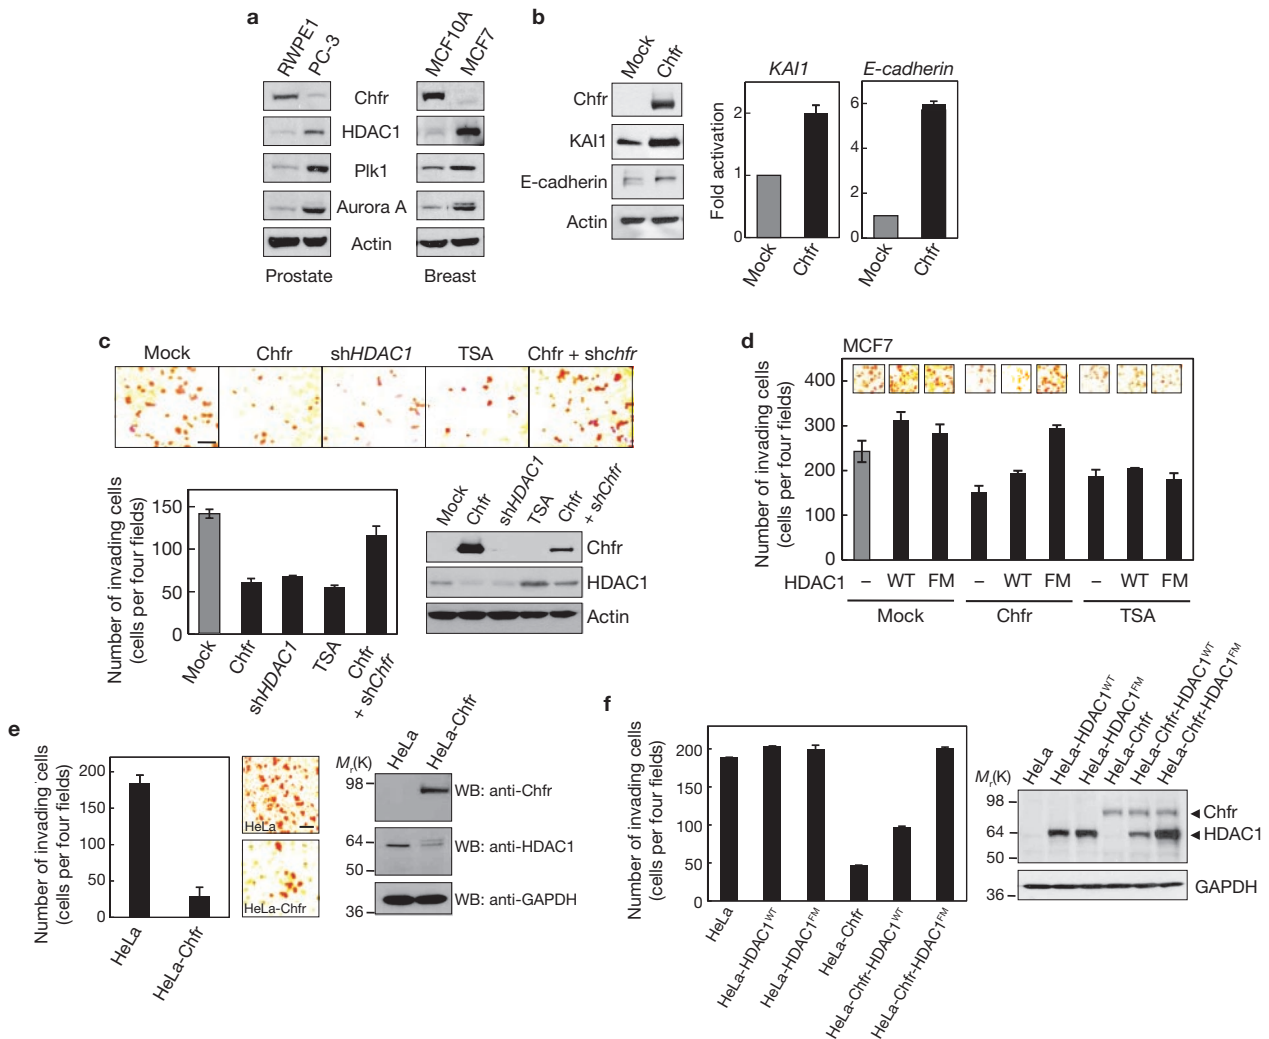 a
RWPE1 PC-3 MCF10A MCF7
Chfr
HDAC1
Plk1
Aurora A
Actin
Prostate Breast
b
Mock Chfr
Chfr
KAI1
E-cadherin
Actin
KAI1
Fold activation
2
1
0
Mock Chfr
E-cadherin
6
4
2
0
Mock Chfr
c
Mock Chfr shHDAC1 TSA Chfr + shchfr
Number of invading cells
(cells per four fields)
150
100
50
0
Mock Chfr shHDAC1 TSA Chfr + shChfr
Mock Chfr shHDAC1 TSA Chfr + shChfr
Chfr
HDAC1
Actin
d
MCF7
Number of invading cells
(cells per four fields)
400
300
200
100
0
HDAC1 – WT FM – WT FM – WT FM
Mock Chfr TSA
e
Number of invading cells
(cells per four fields)
200
150
100
50
0
HeLa HeLa-Chfr
HeLa
HeLa-Chfr
HeLa HeLa-Chfr
Mr(K)
98
64
50
36
WB: anti-Chfr
WB: anti-HDAC1
WB: anti-GAPDH
f
Number of invading cells
(cells per four fields)
200
150
100
50
0
HeLa HeLa-HDAC1WT HeLa-HDAC1FM HeLa-Chfr HeLa-Chfr-HDAC1WT HeLa-Chfr-HDAC1FM
HeLa HeLa-HDAC1WT HeLa-HDAC1FM HeLa-Chfr HeLa-Chfr-HDAC1WT HeLa-Chfr-HDAC1FM
Mr(K)
98
64
50
36
Chfr
HDAC1
GAPDH